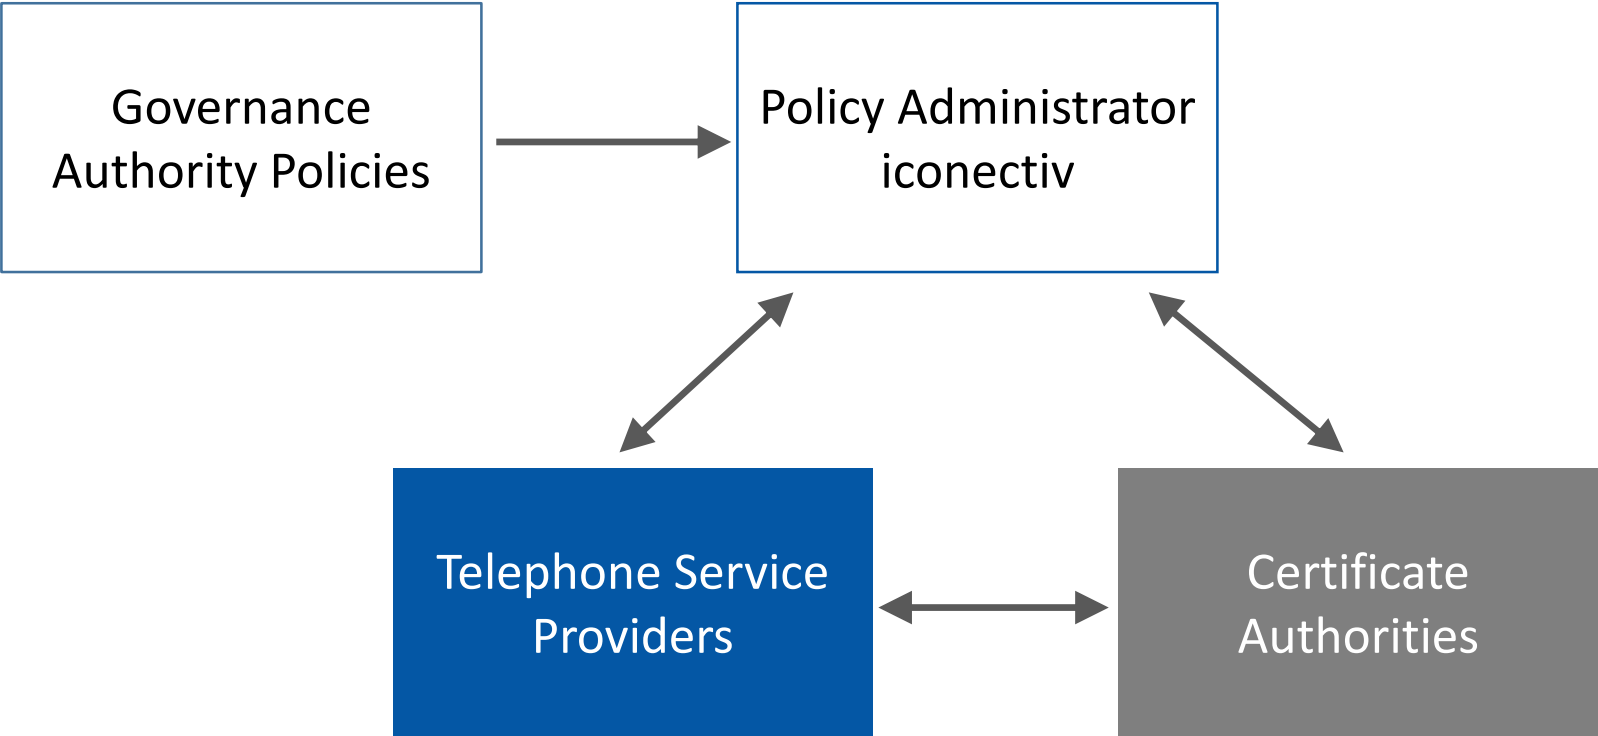 Governance
Authority Policies
Policy Administrator
iconectiv
Telephone Service
Providers
Certificate
Authorities